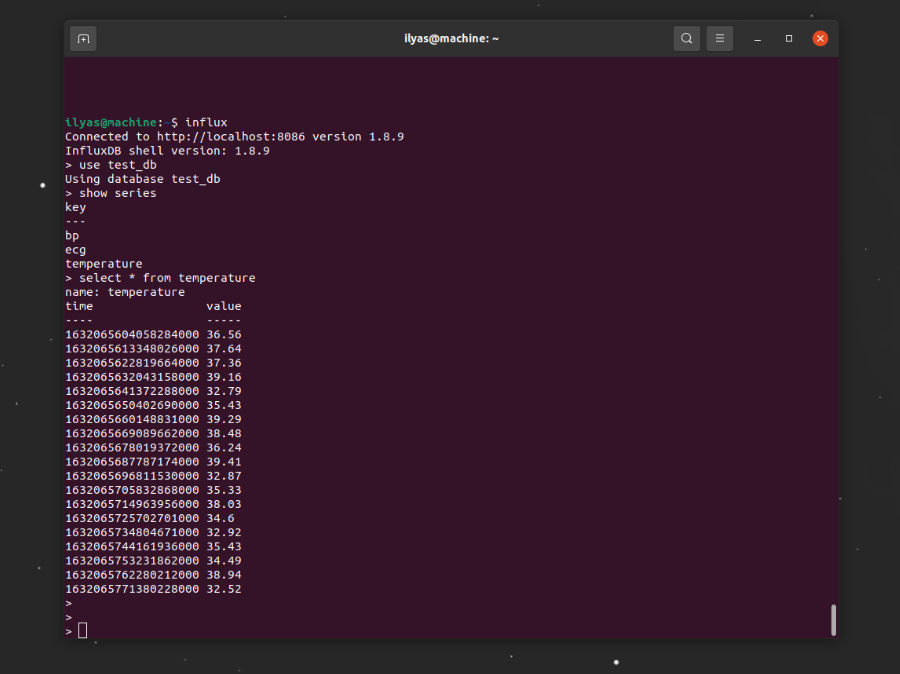 ilyas@machine: ~
ilyas@machine:~$ influx
Connected to http://localhost:8086 version 1.8.9
InfluxDB shell version: 1.8.9
> use test_db
Using database test_db
> show series
key
---
bp
ecg
temperature
> select * from temperature
name: temperature
time                value
----                -----
1632065604058284000 36.56
1632065613348026000 37.64
1632065622819664000 37.36
1632065632043158000 39.16
1632065641372288000 32.79
1632065650402690000 35.43
1632065660148831000 39.29
1632065669089662000 38.48
1632065678019372000 36.24
1632065687787174000 39.41
1632065696811530000 32.87
1632065705832868000 35.33
1632065714963956000 38.03
1632065725702701000 34.6
1632065734804671000 32.92
1632065744161936000 35.43
1632065753231862000 34.49
1632065762280212000 38.94
1632065771380228000 32.52
>
>
>